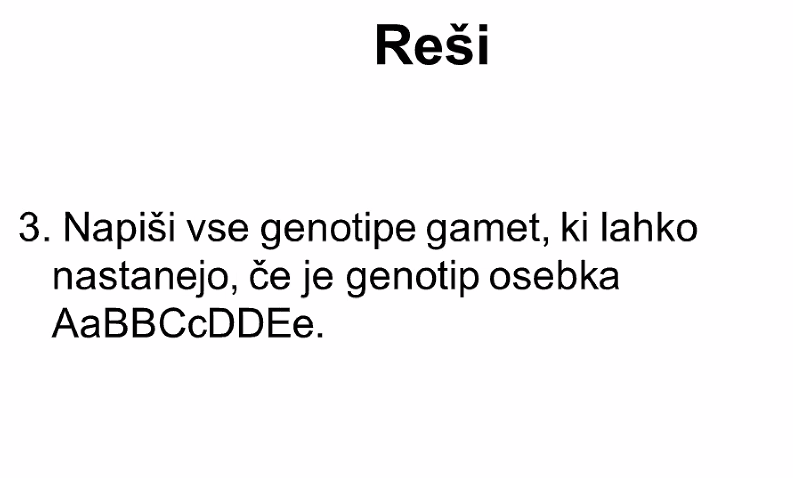 Reši
3. Napiši vse genotipe gamet, ki lahko
nastanejo, če je genotip osebka
AaBBCcDDEe.